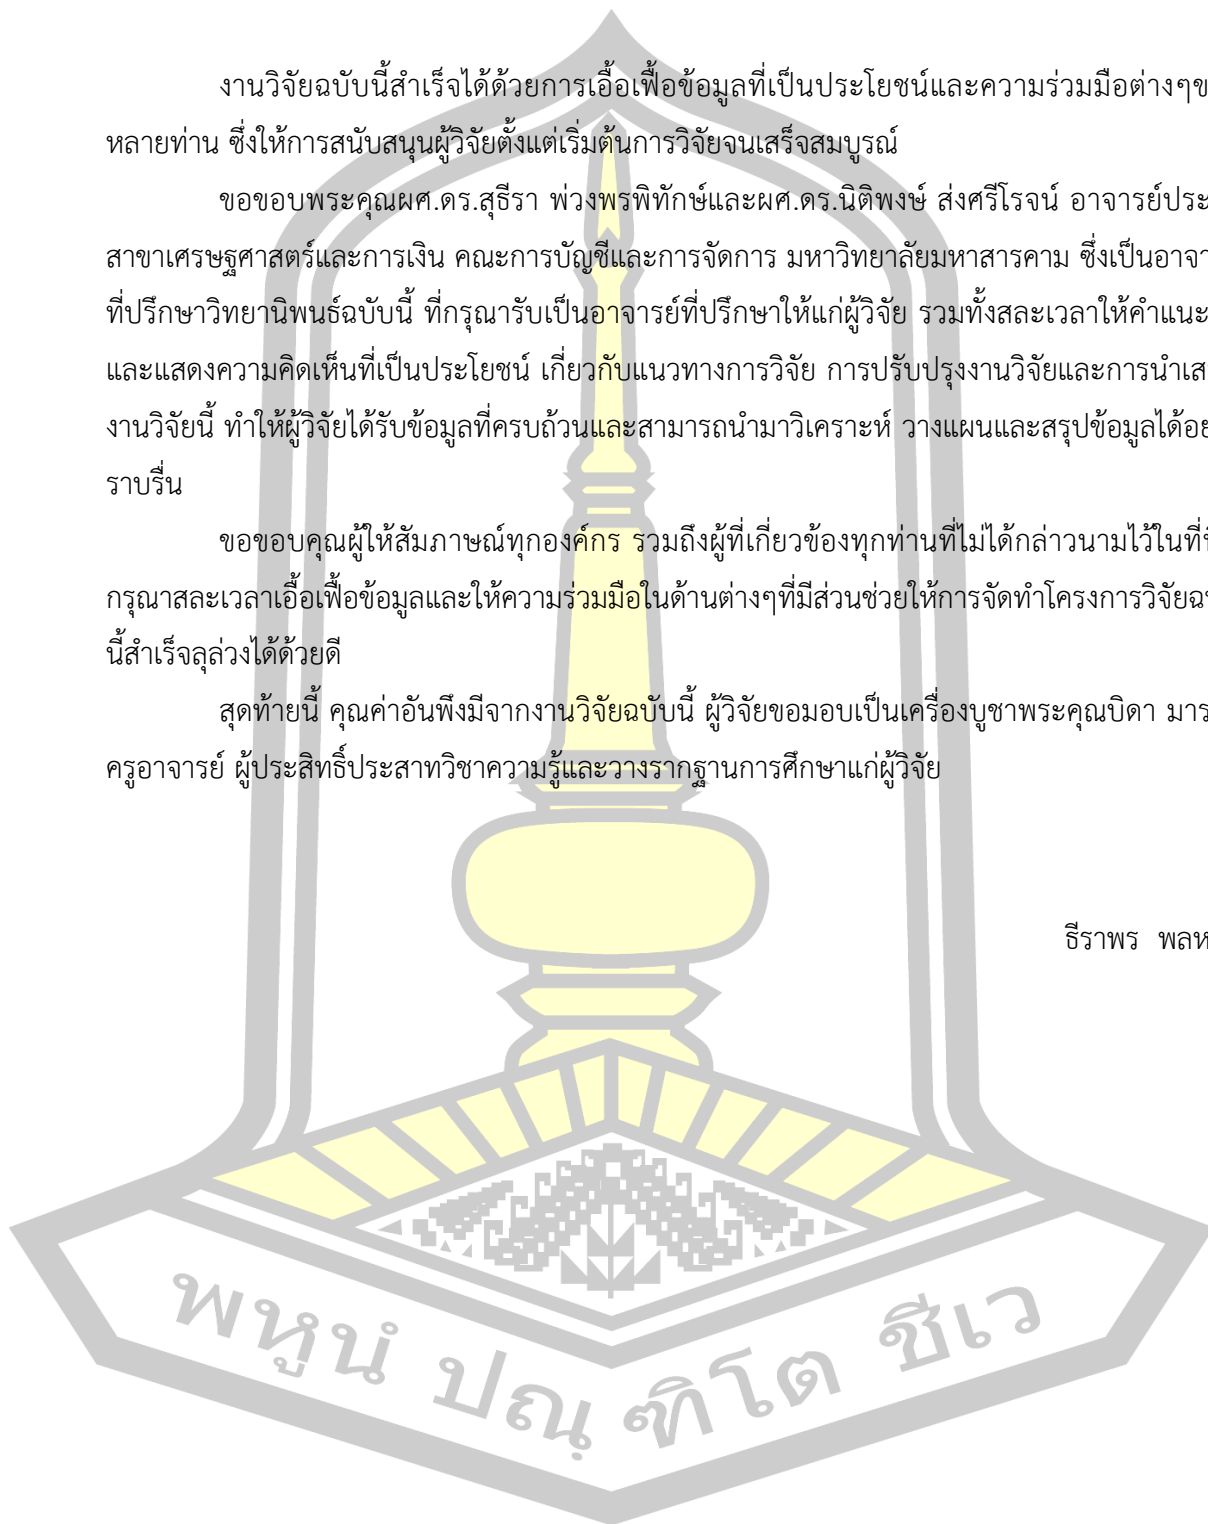 งานวิจัยฉบับนี้สำเร็จได้ด้วยการเอื้อเฟื้อข้อมูลที่เป็นประโยชน์และความร่วมมือต่างๆข
หลายท่าน ซึ่งให้การสนับสนุนผู้วิจัยตั้งแต่เริ่มต้นการวิจัยจนเสร็จสมบูรณ์
ขอขอบพระคุณผศ.ดร.สุธีรา พ่วงพรพิทักษ์และผศ.ดร.นิติพงษ์ ส่งศรีโรจน์ อาจารย์ประ
สาขาเศรษฐศาสตร์และการเงิน คณะการบัญชีและการจัดการ มหาวิทยาลัยมหาสารคาม ซึ่งเป็นอาจา
ที่ปรึกษาวิทยานิพนธ์ฉบับนี้ ที่กรุณารับเป็นอาจารย์ที่ปรึกษาให้แก่ผู้วิจัย รวมทั้งสละเวลาให้คำแนะ
และแสดงความคิดเห็นที่เป็นประโยชน์ เกี่ยวกับแนวทางการวิจัย การปรับปรุงงานวิจัยและการนำเส
งานวิจัยนี้ ทำให้ผู้วิจัยได้รับข้อมูลที่ครบถ้วนและสามารถนำมาวิเคราะห์ วางแผนและสรุปข้อมูลได้อย
ราบรื่น
ขอขอบคุณผู้ให้สัมภาษณ์ทุกองค์กร รวมถึงผู้ที่เกี่ยวข้องทุกท่านที่ไม่ได้กล่าวนามไว้ในที่
กรุณาสละเวลาเอื้อเฟื้อข้อมูลและให้ความร่วมมือในด้านต่างๆที่มีส่วนช่วยให้การจัดทำโครงการวิจัยฉ
นี้สำเร็จลุล่วงได้ด้วยดี
สุดท้ายนี้ คุณค่าอันพึงมีจากงานวิจัยฉบับนี้ ผู้วิจัยขอมอบเป็นเครื่องบูชาพระคุณบิดา มาร
ครูอาจารย์ ผู้ประสิทธิ์ประสาทวิชาความรู้และวางรากฐานการศึกษาแก่ผู้วิจัย
ธีราพร พลห
พหูนํ ปณฺฑิโต ชีเว